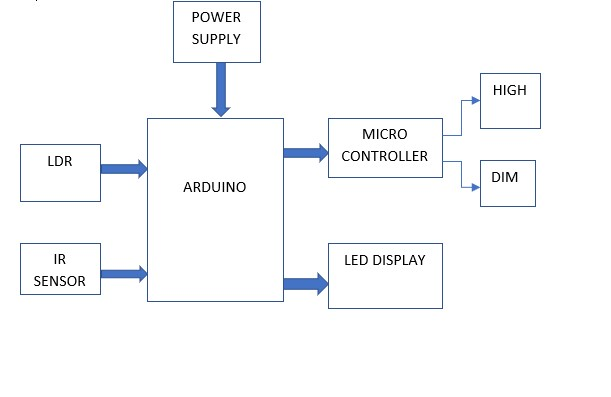 POWER
SUPPLY
HIGH
MICRO
CONTROLLER
LDR
DIM
ARDUINO
IR
SENSOR
LED DISPLAY